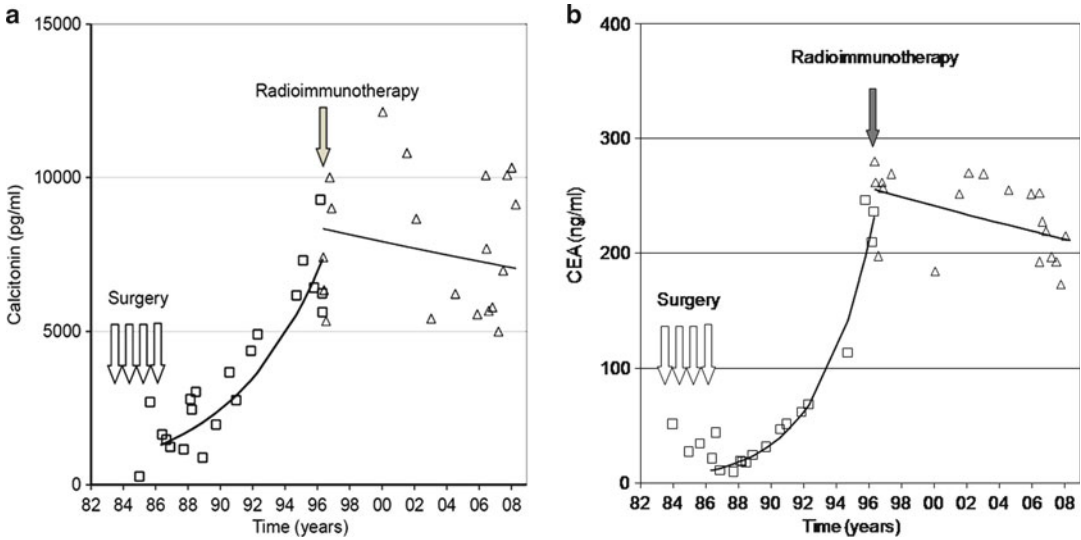 a
15000
10000
5000
0
Calcitonin (pg/ml)
Radioimmunotherapy
Surgery
82 84 86 88 90 92 94 96 98 00 02 04 06 08
Time (years)
b
400
300
200
100
0
CEA (ng/ml)
Radioimmunotherapy
Surgery
82 84 86 88 90 92 94 96 98 00 02 04 06 08
Time (years)